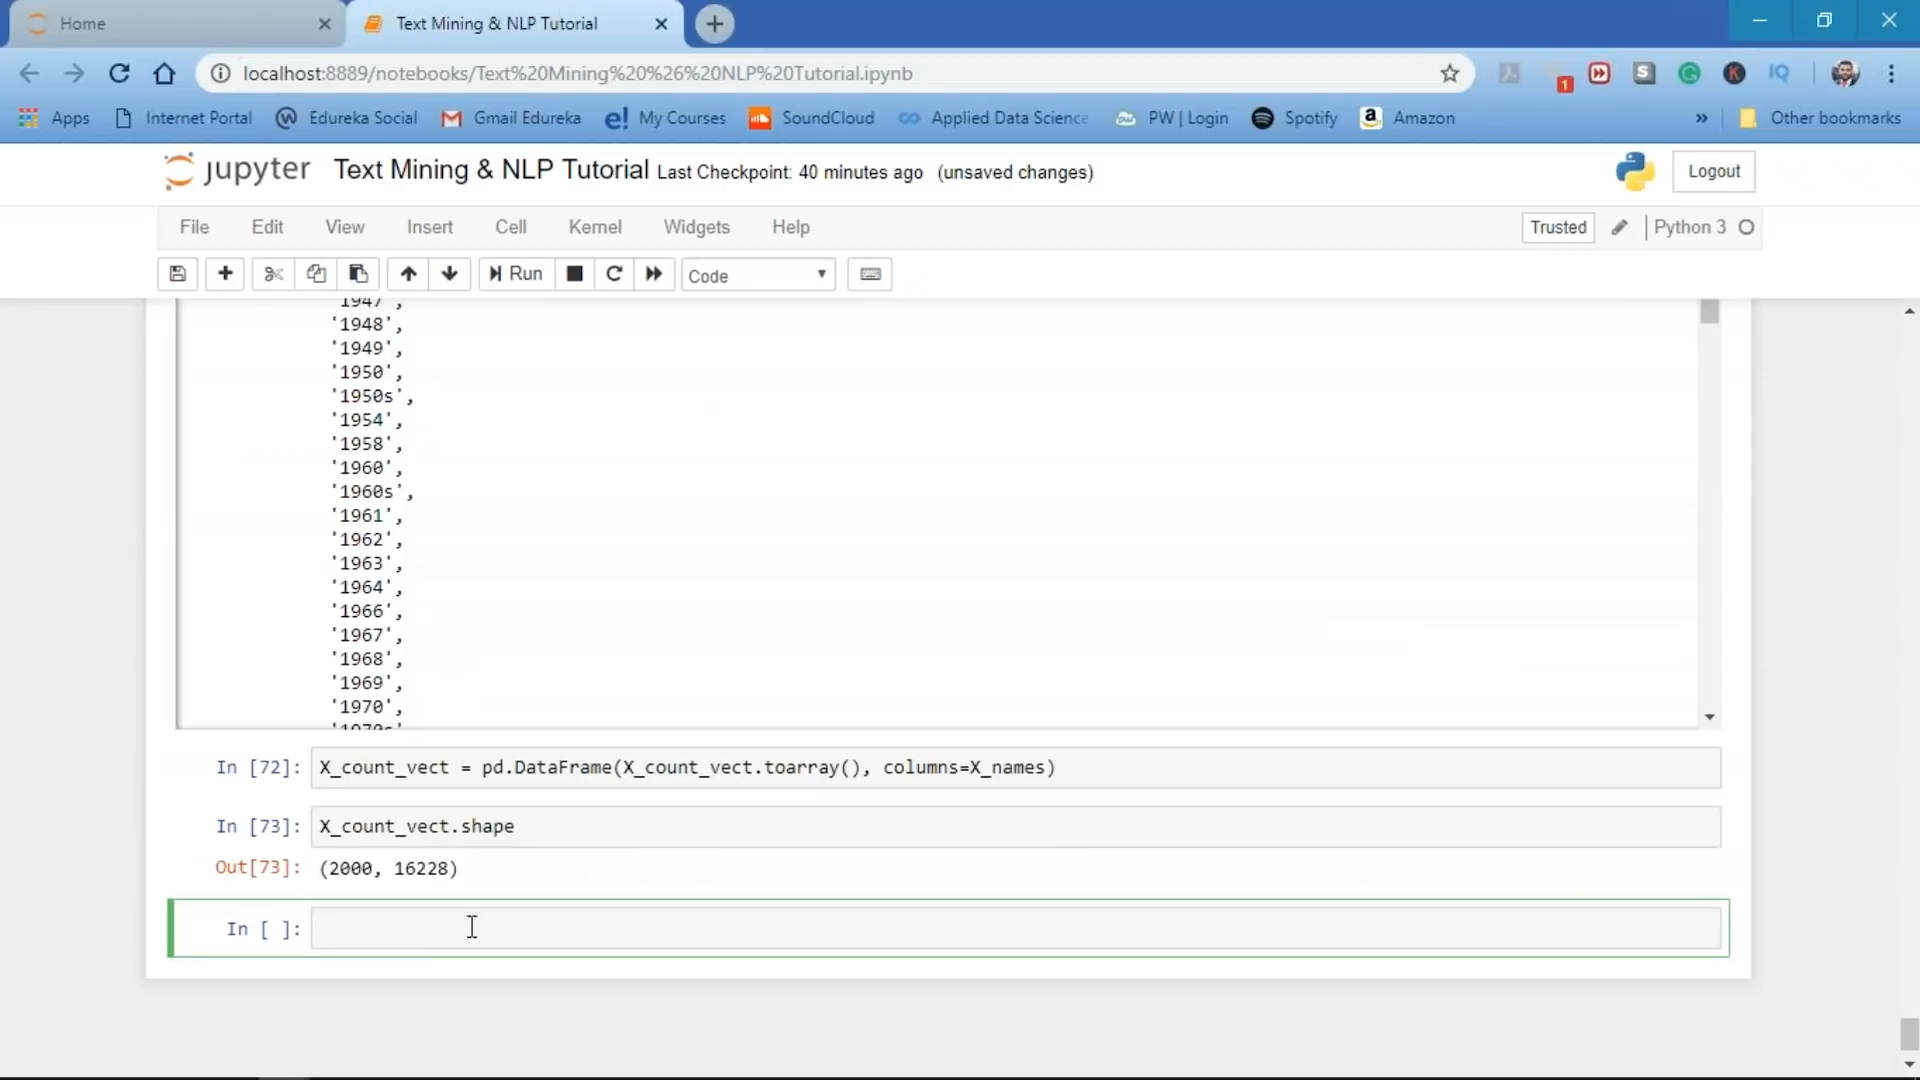 Home
Text Mining & NLP Tutorial
localhost:8889/notebooks/Text%20Mining%20%26%20NLP%20Tutorial.ipynb
1
S
K
IQ
Apps
Internet Portal
Edureka Social
Gmail Edureka
e! My Courses
SoundCloud
Applied Data Science
PW | Login
Spotify
a Amazon
»
Other bookmarks
jupyter Text Mining & NLP Tutorial Last Checkpoint: 40 minutes ago (unsaved changes)
Logout
File Edit View Insert Cell Kernel Widgets Help
Trusted
Python 3
Run
Code
'1947',
'1948',
'1949',
'1950',
'1950s',
'1954',
'1958',
'1960',
'1960s',
'1961',
'1962',
'1963',
'1964',
'1966',
'1967',
'1968',
'1969',
'1970',
'1970s'
In [72]: X_count_vect = pd.DataFrame(X_count_vect.toarray(), columns=X_names)
In [73]: X_count_vect.shape
Out[73]: (2000, 16228)
In [ ]: